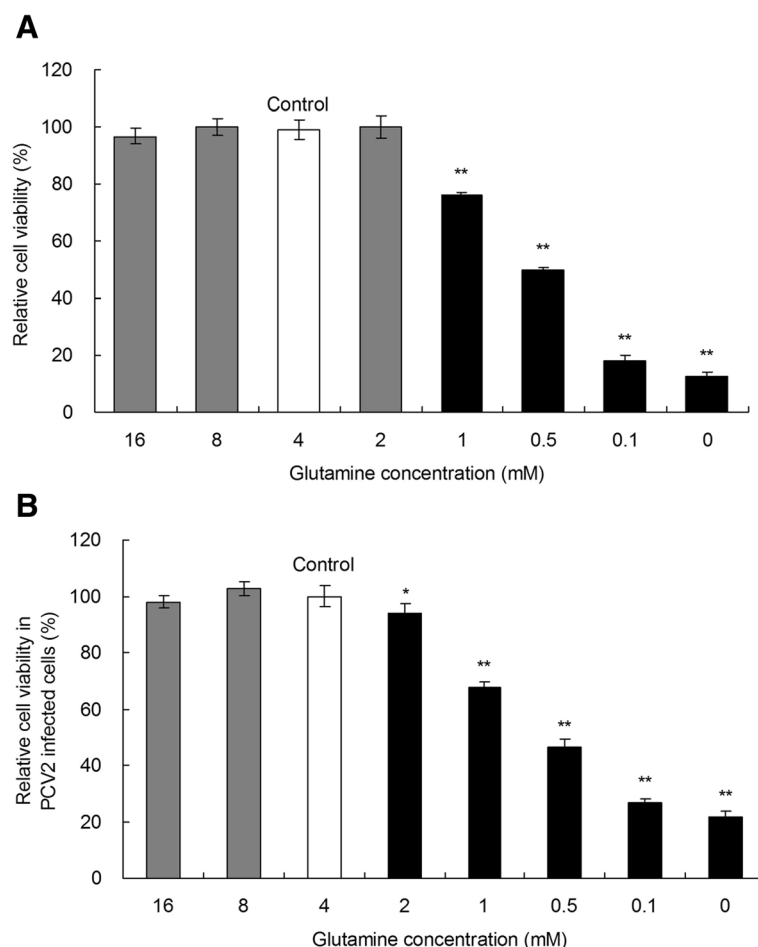 A
Relative cell viability (%)
120
100
80
60
40
20
0
Control
**
**
**
**
16 8 4 2 1 0.5 0.1 0
Glutamine concentration (mM)
B
Relative cell viability in
PCV2 infected cells (%)
120
100
80
60
40
20
0
Control
*
**
**
**
**
16 8 4 2 1 0.5 0.1 0
Glutamine concentration (mM)